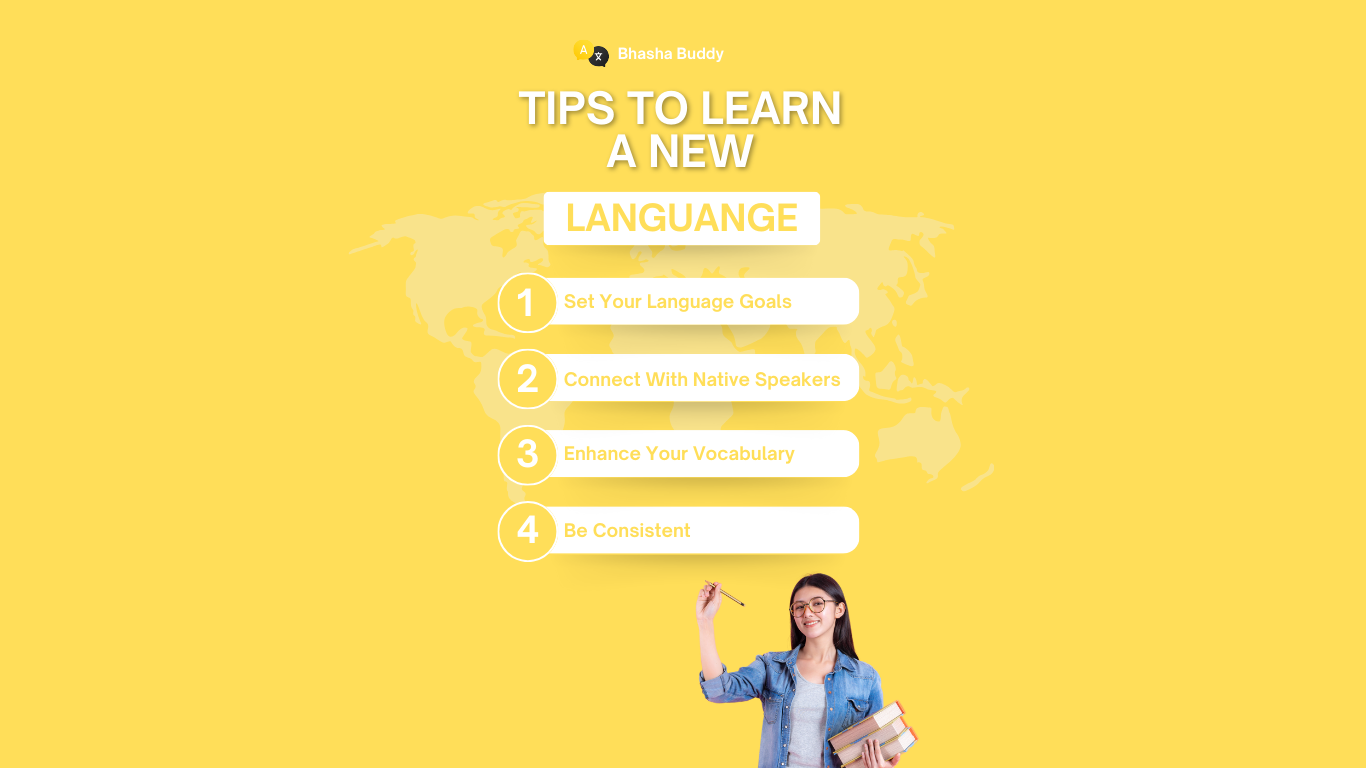 A 文
Bhasha Buddy
TIPS TO LEARN
A NEW
LANGUANGE
1 Set Your Language Goals
2 Connect With Native Speakers
3 Enhance Your Vocabulary
4 Be Consistent